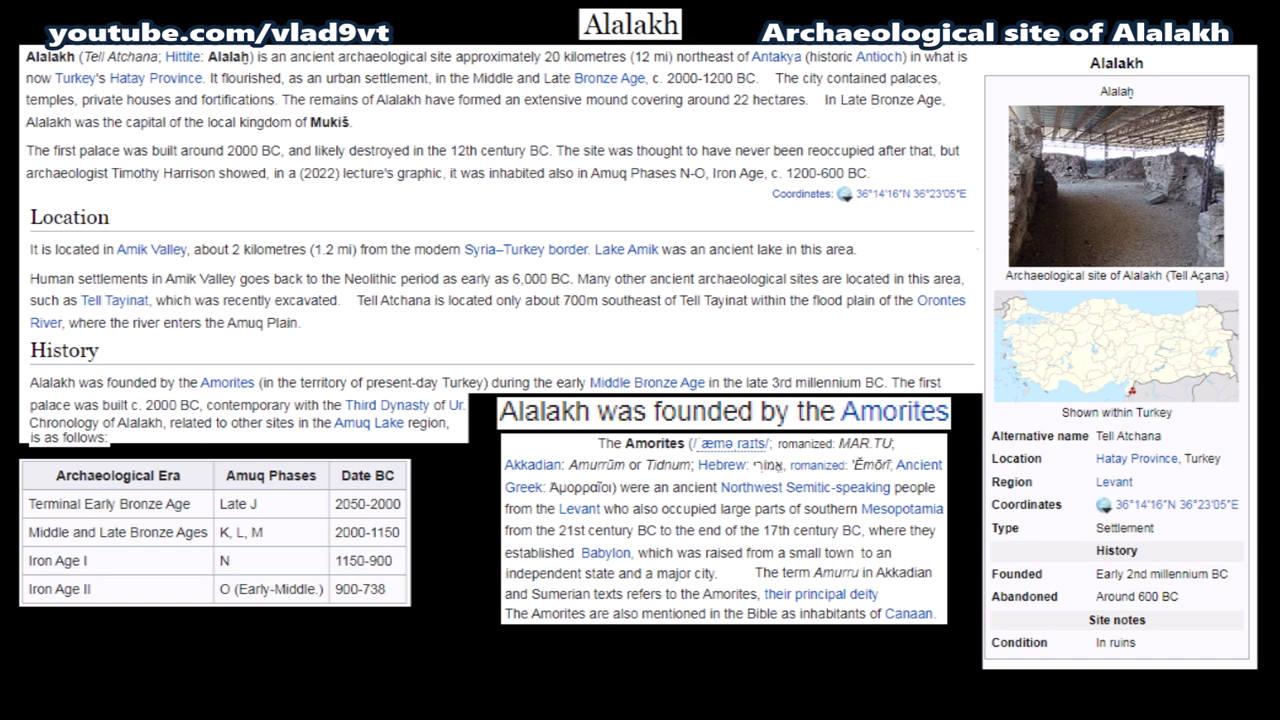 Alalakh
youtube.com/vlad9vt
Archaeological site of Alalakh
Alalakh (Tell Atchana; Hittite: Alalaḫ) is an ancient archaeological site approximately 20 kilometres (12 mi) northeast of Antakya (historic Antioch) in what is
now Turkey's Hatay Province. It flourished, as an urban settlement, in the Middle and Late Bronze Age, c. 2000-1200 BC. The city contained palaces,
temples, private houses and fortifications. The remains of Alalakh have formed an extensive mound covering around 22 hectares. In Late Bronze Age,
Alalakh was the capital of the local kingdom of Mukiš.
The first palace was built around 2000 BC, and likely destroyed in the 12th century BC. The site was thought to have never been reoccupied after that, but
archaeologist Timothy Harrison showed, in a (2022) lecture's graphic, it was inhabited also in Amuq Phases N-O, Iron Age, c. 1200-600 BC.
Coordinates: 36°14'16"N 36°23'05"E
Location
It is located in Amik Valley, about 2 kilometres (1.2 mi) from the modern Syria–Turkey border. Lake Amik was an ancient lake in this area.
Human settlements in Amik Valley goes back to the Neolithic period as early as 6,000 BC. Many other ancient archaeological sites are located in this area,
such as Tell Tayinat, which was recently excavated. Tell Atchana is located only about 700m southeast of Tell Tayinat within the flood plain of the Orontes
River, where the river enters the Amuq Plain.
History
Alalakh was founded by the Amorites (in the territory of present-day Turkey) during the early Middle Bronze Age in the late 3rd millennium BC. The first
palace was built c. 2000 BC, contemporary with the Third Dynasty of Ur.
Chronology of Alalakh, related to other sites in the Amuq Lake region,
is as follows:
Archaeological Era Amuq Phases Date BC
Terminal Early Bronze Age Late J 2050-2000
Middle and Late Bronze Ages K, L, M 2000-1150
Iron Age I N 1150-900
Iron Age II O (Early-Middle.) 900-738
Alalakh was founded by the Amorites
The Amorites (/ˈæməˌraɪts/; romanized: MAR.TU;
Akkadian: Amurrūm or Tidnum; Hebrew: אֱמוֹרִי, romanized: 'Ĕmōrī; Ancient
Greek: Ἀμορραῖοι) were an ancient Northwest Semitic-speaking people
from the Levant who also occupied large parts of southern Mesopotamia
from the 21st century BC to the end of the 17th century BC, where they
established Babylon, which was raised from a small town to an
independent state and a major city. The term Amurru in Akkadian
and Sumerian texts refers to the Amorites, their principal deity
The Amorites are also mentioned in the Bible as inhabitants of Canaan.
Alalakh
Alalaḫ
Archaeological site of Alalakh (Tell Açana)
Shown within Turkey
Alternative name Tell Atchana
Location Hatay Province, Turkey
Region Levant
Coordinates 36°14'16"N 36°23'05"E
Type Settlement
History
Founded Early 2nd millennium BC
Abandoned Around 600 BC
Site notes
Condition In ruins